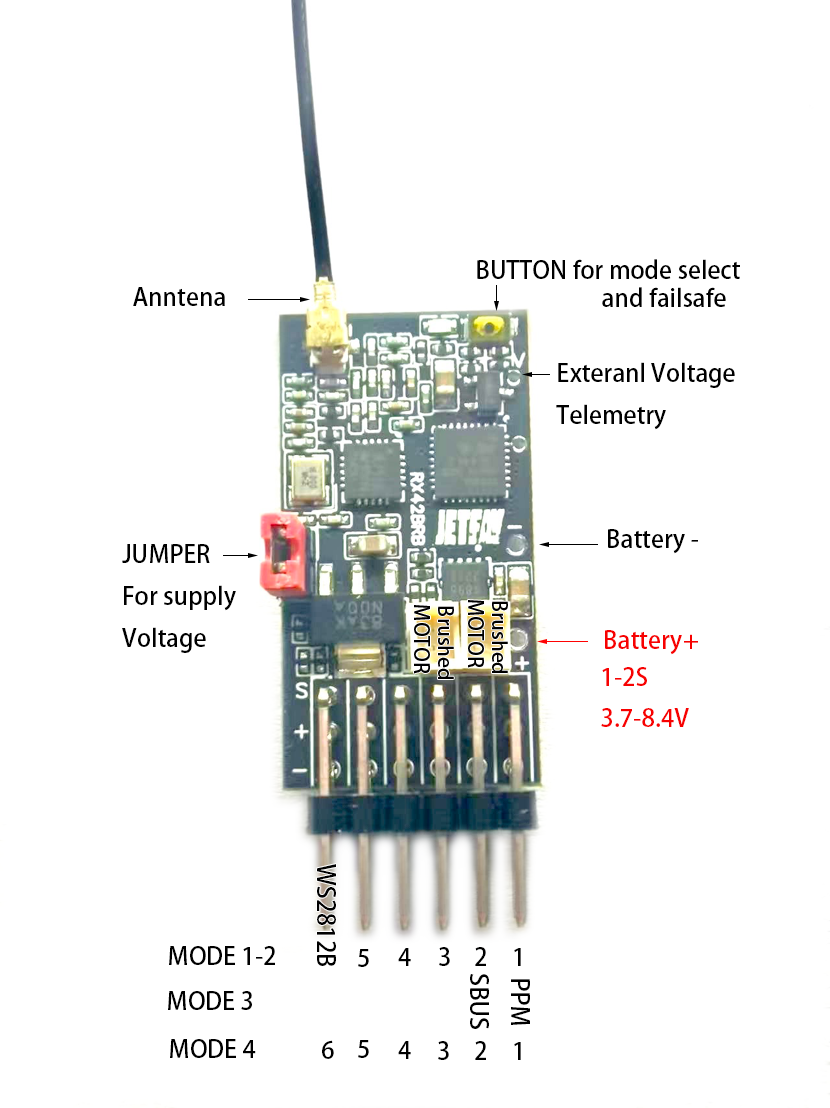 Anntena
BUTTON for mode select
and failsafe
V
Exteranl Voltage
Telemetry
RX42BRB
-
Battery -
JUMPER
For supply
Voltage
Brushed
MOTOR
Brushed
MOTOR
Battery+
1-2S
3.7-8.4V
+
S
+
-
WS2812B
MODE 1-2 5 4 3 2 1
MODE 3 SBUS PPM
MODE 4 6 5 4 3 2 1